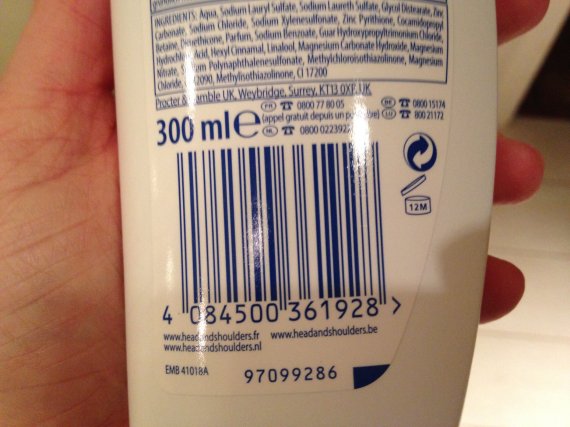 INGREDIENTS: Aqua, Sodium Lauryl Sulfate, Sodium Laureth Sulfate, Glycol Distearate, Zinc
Carbonate, Sodium Chloride, Sodium Xylenesulfonate, Zinc Pyrithione, Cocamidopropyl
Betaine, Dimethicone, Parfum, Sodium Benzoate, Guar Hydroxypropyltrimonium Chloride,
Hydrochloric Acid, Hexyl Cinnamal, Linalool, Magnesium Carbonate Hydroxide, Magnesium
Nitrate, Polynaphthalenesulfonate, Methylchloroisothiazolinone, Magnesium
Chloride, Methylisothiazolinone, CI 17200
Procter & Gamble UK, Weybridge, Surrey, KT13 0XP, UK
FR ☎ 0800 77 80 05 BE ☎ 0800 15174
300 ml e (appel gratuit depuis un poste fixe) LU ☎ 800 21172
NL ☎ 0800
12M
4 084500 361928 >
www.headandshoulders.fr www.headandshoulders.be
www.headandshoulders.nl
EMB 41018A 97099286